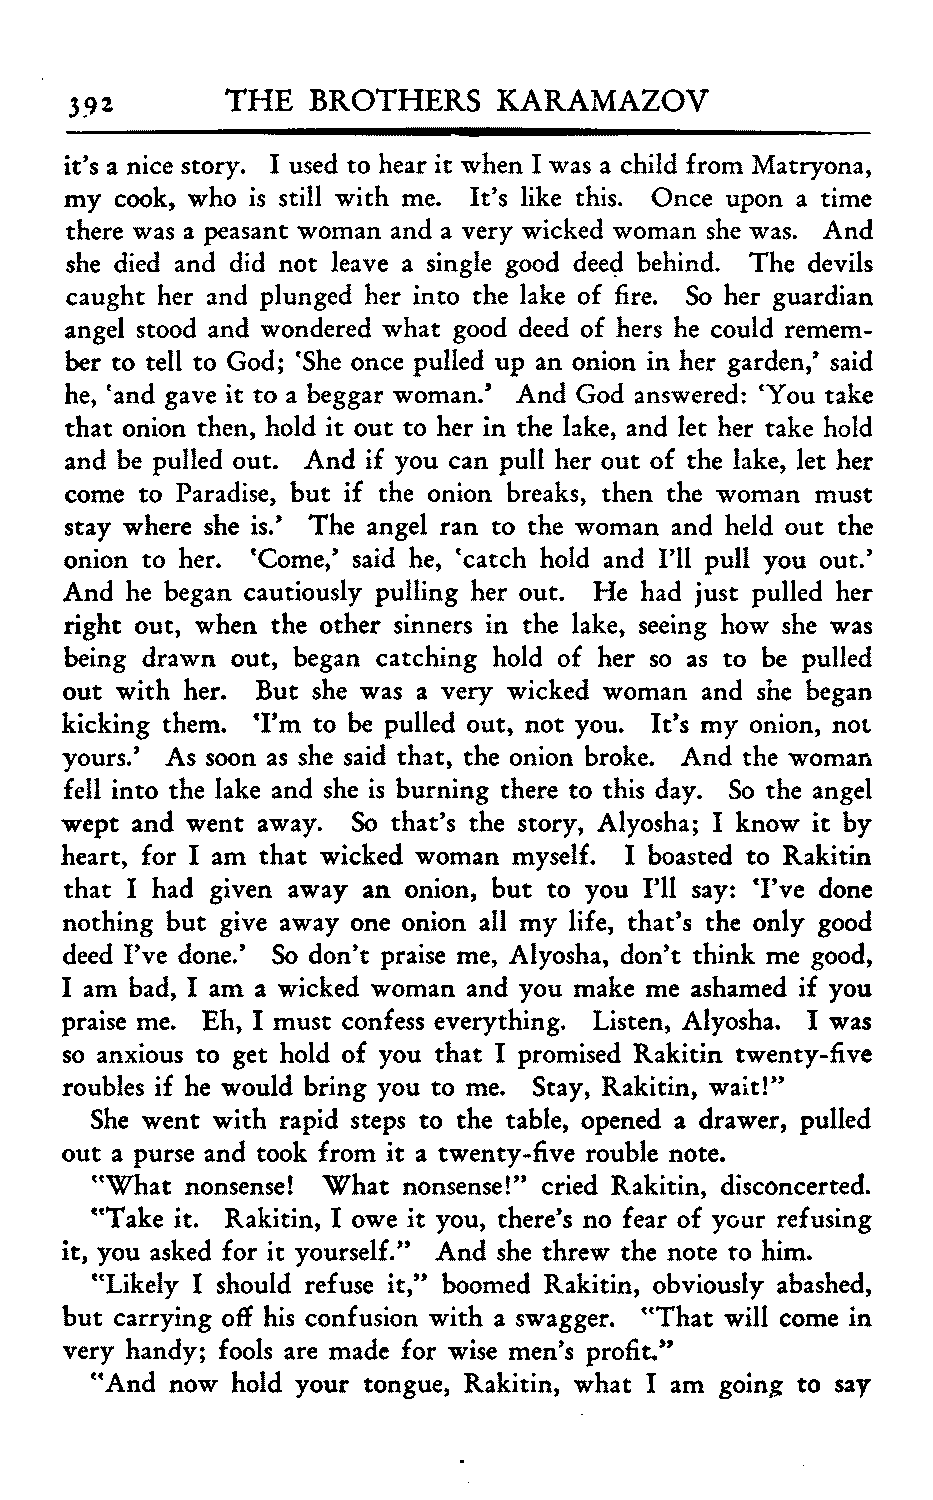 392 THE BROTHERS KARAMAZOV
it's a nice story. I used to hear it when I was a child from Matryona,
my cook, who is still with me. It's like this. Once upon a time
there was a peasant woman and a very wicked woman she was. And
she died and did not leave a single good deed behind. The devils
caught her and plunged her into the lake of fire. So her guardian
angel stood and wondered what good deed of hers he could remem-
ber to tell to God; 'She once pulled up an onion in her garden,' said
he, 'and gave it to a beggar woman.' And God answered: 'You take
that onion then, hold it out to her in the lake, and let her take hold
and be pulled out. And if you can pull her out of the lake, let her
come to Paradise, but if the onion breaks, then the woman must
stay where she is.' The angel ran to the woman and held out the
onion to her. 'Come,' said he, 'catch hold and I'll pull you out.'
And he began cautiously pulling her out. He had just pulled her
right out, when the other sinners in the lake, seeing how she was
being drawn out, began catching hold of her so as to be pulled
out with her. But she was a very wicked woman and she began
kicking them. 'I'm to be pulled out, not you. It's my onion, not
yours.' As soon as she said that, the onion broke. And the woman
fell into the lake and she is burning there to this day. So the angel
wept and went away. So that's the story, Alyosha; I know it by
heart, for I am that wicked woman myself. I boasted to Rakitin
that I had given away an onion, but to you I'll say: 'I've done
nothing but give away one onion all my life, that's the only good
deed I've done.' So don't praise me, Alyosha, don't think me good,
I am bad, I am a wicked woman and you make me ashamed if you
praise me. Eh, I must confess everything. Listen, Alyosha. I was
so anxious to get hold of you that I promised Rakitin twenty-five
roubles if he would bring you to me. Stay, Rakitin, wait!"
She went with rapid steps to the table, opened a drawer, pulled
out a purse and took from it a twenty-five rouble note.
"What nonsense! What nonsense!" cried Rakitin, disconcerted.
"Take it. Rakitin, I owe it you, there's no fear of your refusing
it, you asked for it yourself." And she threw the note to him.
"Likely I should refuse it," boomed Rakitin, obviously abashed,
but carrying off his confusion with a swagger. "That will come in
very handy; fools are made for wise men's profit."
"And now hold your tongue, Rakitin, what I am going to say